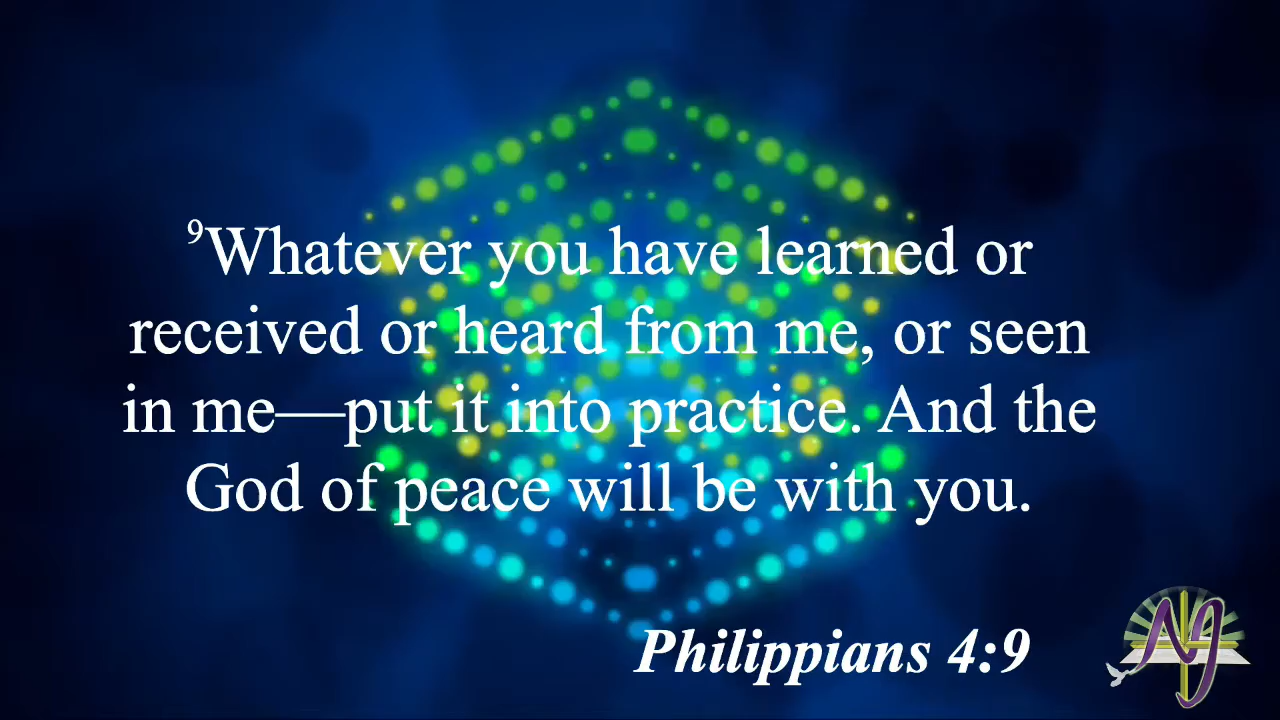 ⁹Whatever you have learned or
received or heard from me, or seen
in me—put it into practice. And the
God of peace will be with you.
Philippians 4:9
NJ